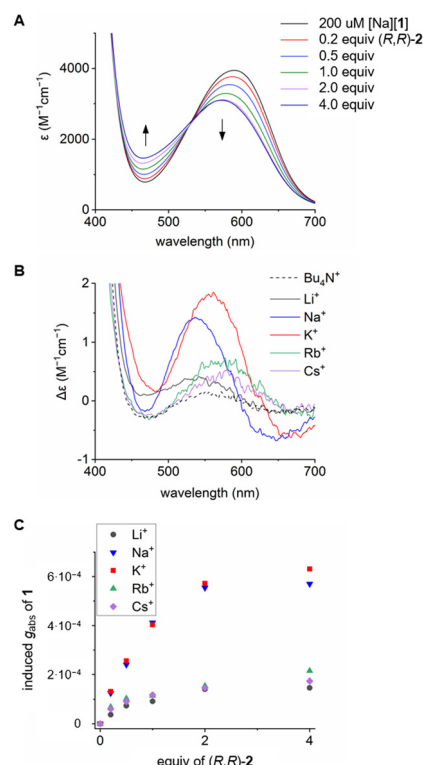 A
200 uM [Na][1]
0.2 equiv (R,R)-2
0.5 equiv
1.0 equiv
2.0 equiv
4.0 equiv
ε (M⁻¹cm⁻¹)
4000
2000
0
400 500 600 700
wavelength (nm)
B
Bu₄N⁺
Li⁺
Na⁺
K⁺
Rb⁺
Cs⁺
Δε (M⁻¹cm⁻¹)
2
1
0
-1
400 500 600 700
wavelength (nm)
C
Li⁺
Na⁺
K⁺
Rb⁺
Cs⁺
induced gabs of 1
6·10⁻⁴
4·10⁻⁴
2·10⁻⁴
0
0 2 4
equiv of (R,R)-2